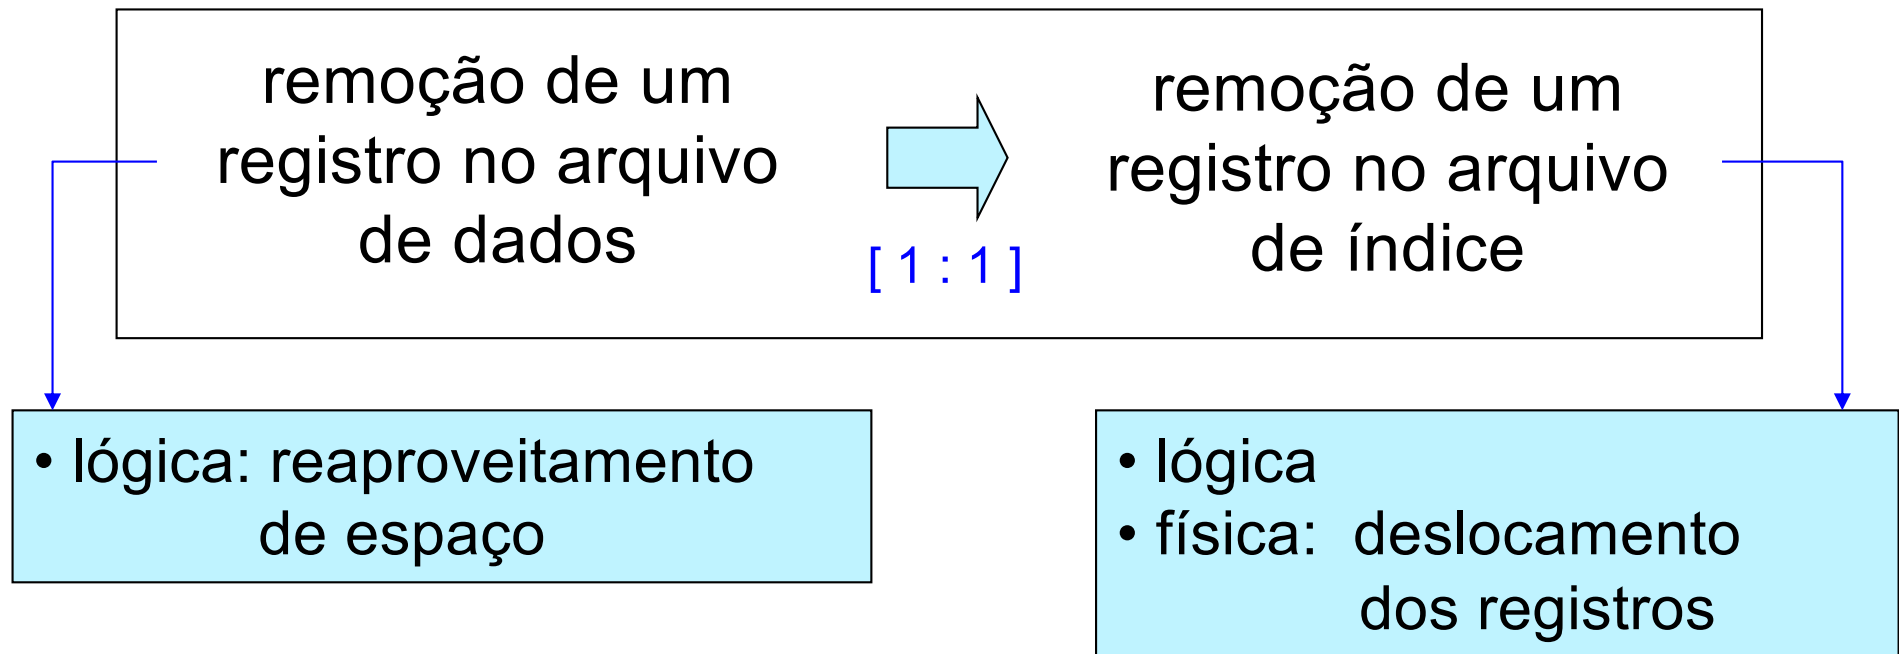 remoção de um
registro no arquivo
de dados
[ 1 : 1 ]
remoção de um
registro no arquivo
de índice
• lógica: reaproveitamento
de espaço
• lógica
• física: deslocamento
dos registros